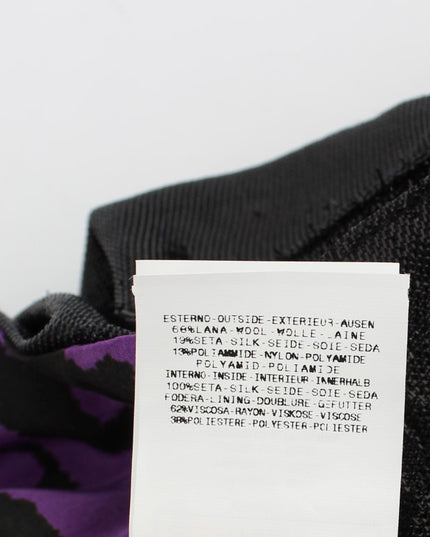 ESTERNO-OUTSIDE-EXTERIEUR-AUSEN
68%LANA-WOOL-WOLLE-LAINE
19%SETA-SILK-SEIDE-SOIE-SEDA
13%POLIAMMIDE-NYLON-POLYAMIDE
POLYAMID-POLIAMIDE
INTERNO-INSIDE-INTERIEUR-INNERHALB
100%SETA-SILK-SEIDE-SOIE-SEDA
FODERA-LINING-DOUBLURE-GEFUTTER
62%VISCOSA-RAYON-VISKOSE-VISCOSE
38%POLIESTERE-POLYESTER-POLIESTER